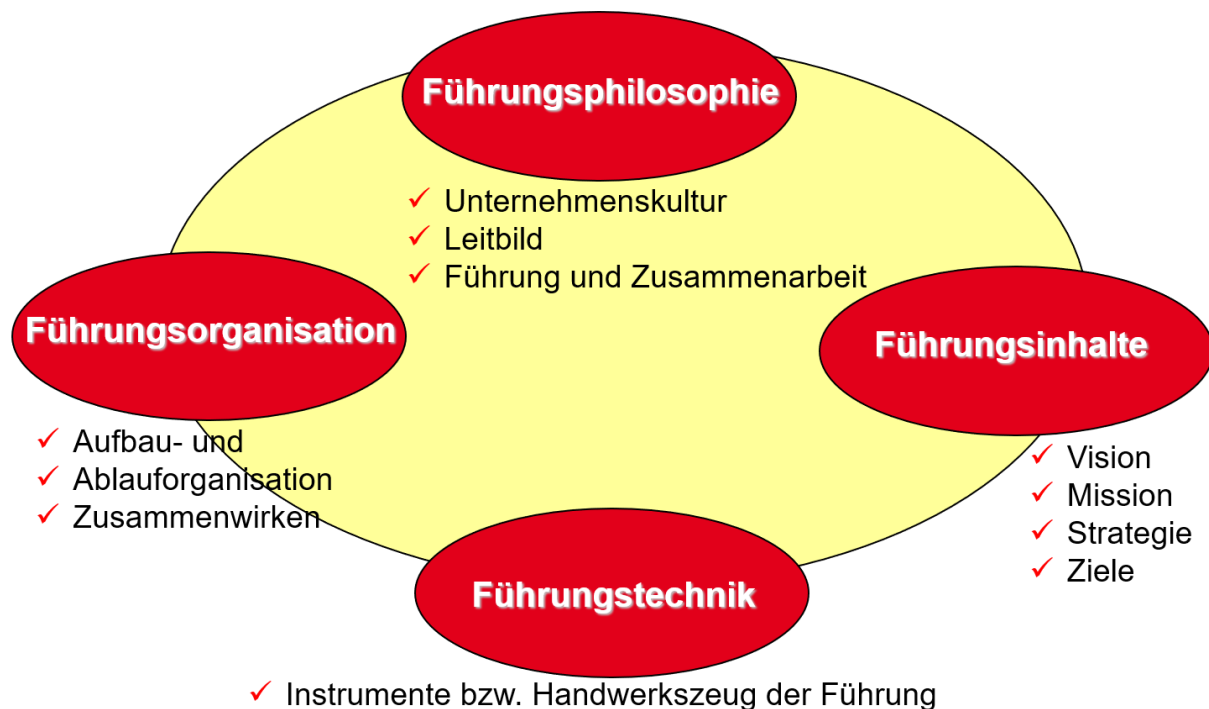 Führungsphilosophie
✓ Unternehmenskultur
✓ Leitbild
✓ Führung und Zusammenarbeit
Führungsorganisation
✓ Aufbau- und
✓ Ablauforganisation
✓ Zusammenwirken
Führungsinhalte
✓ Vision
✓ Mission
✓ Strategie
✓ Ziele
Führungstechnik
✓ Instrumente bzw. Handwerkszeug der Führung